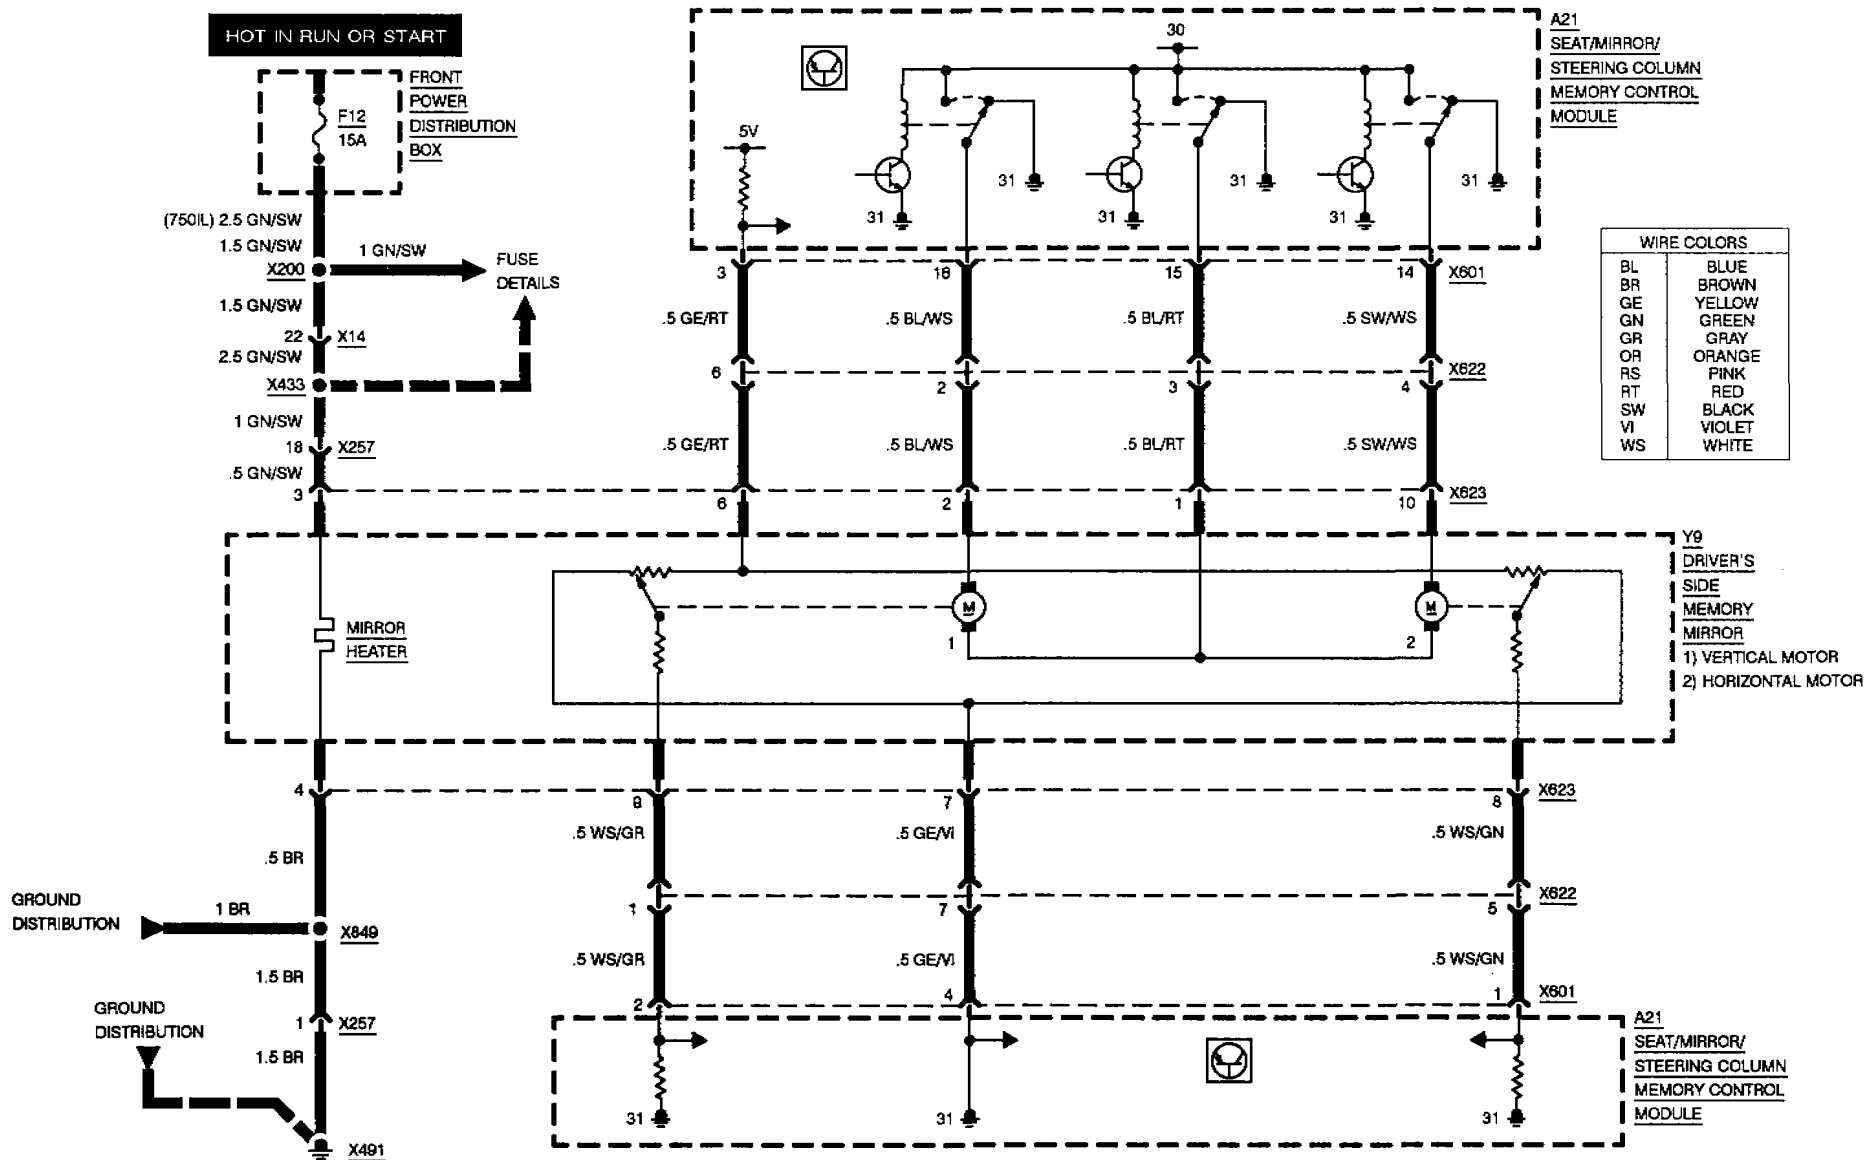 HOT IN RUN OR START
FRONT
POWER
DISTRIBUTION
BOX
F12
15A
(750IL) 2.5 GN/SW
1.5 GN/SW
X200
1 GN/SW
FUSE
DETAILS
1.5 GN/SW
22
X14
2.5 GN/SW
X433
1 GN/SW
18
X257
.5 GN/SW
3
A21
SEAT/MIRROR/
STEERING COLUMN
MEMORY CONTROL
MODULE
30
5V
31
31
31
31
31
31
3
16
15
14
X601
.5 GE/RT
.5 BL/WS
.5 BL/RT
.5 SW/WS
6
2
3
4
X622
.5 GE/RT
.5 BL/WS
.5 BL/RT
.5 SW/WS
6
2
1
10
X623
WIRE COLORS
BL BLUE
BR BROWN
GE YELLOW
GN GREEN
GR GRAY
OR ORANGE
RS PINK
RT RED
SW BLACK
VI VIOLET
WS WHITE
Y9
DRIVER'S
SIDE
MEMORY
MIRROR
1) VERTICAL MOTOR
2) HORIZONTAL MOTOR
MIRROR
HEATER
M
1
M
2
4
9
7
8
X623
.5 WS/GR
.5 GE/VI
.5 WS/GN
.5 BR
1
7
5
X622
GROUND
DISTRIBUTION
1 BR
X849
.5 WS/GR
.5 GE/VI
.5 WS/GN
1.5 BR
2
4
1
X601
GROUND
DISTRIBUTION
1
X257
1.5 BR
X491
A21
SEAT/MIRROR/
STEERING COLUMN
MEMORY CONTROL
MODULE
31
31
31